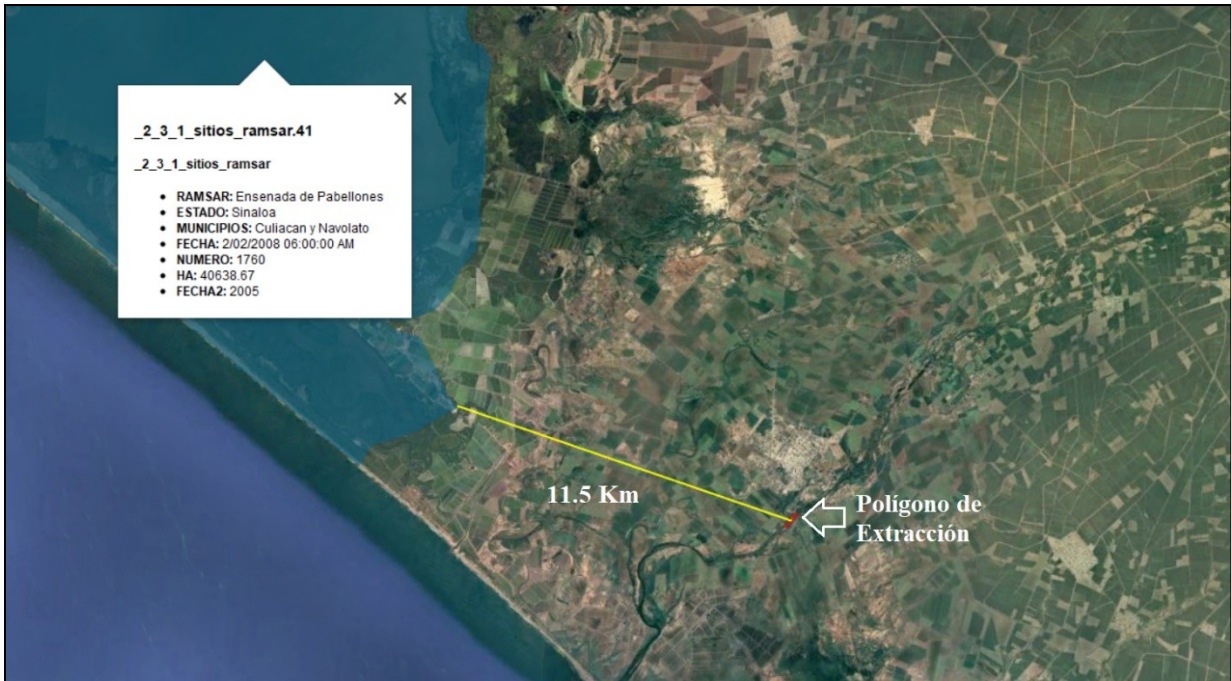 _2_3_1_sitios_ramsar.41
_2_3_1_sitios_ramsar
RAMSAR: Ensenada de Pabellones
ESTADO: Sinaloa
MUNICIPIOS: Culiacan y Navolato
FECHA: 2/02/2008 06:00:00 AM
NUMERO: 1760
HA: 40638.67
FECHA2: 2005
11.5 Km
Polígono de
Extracción